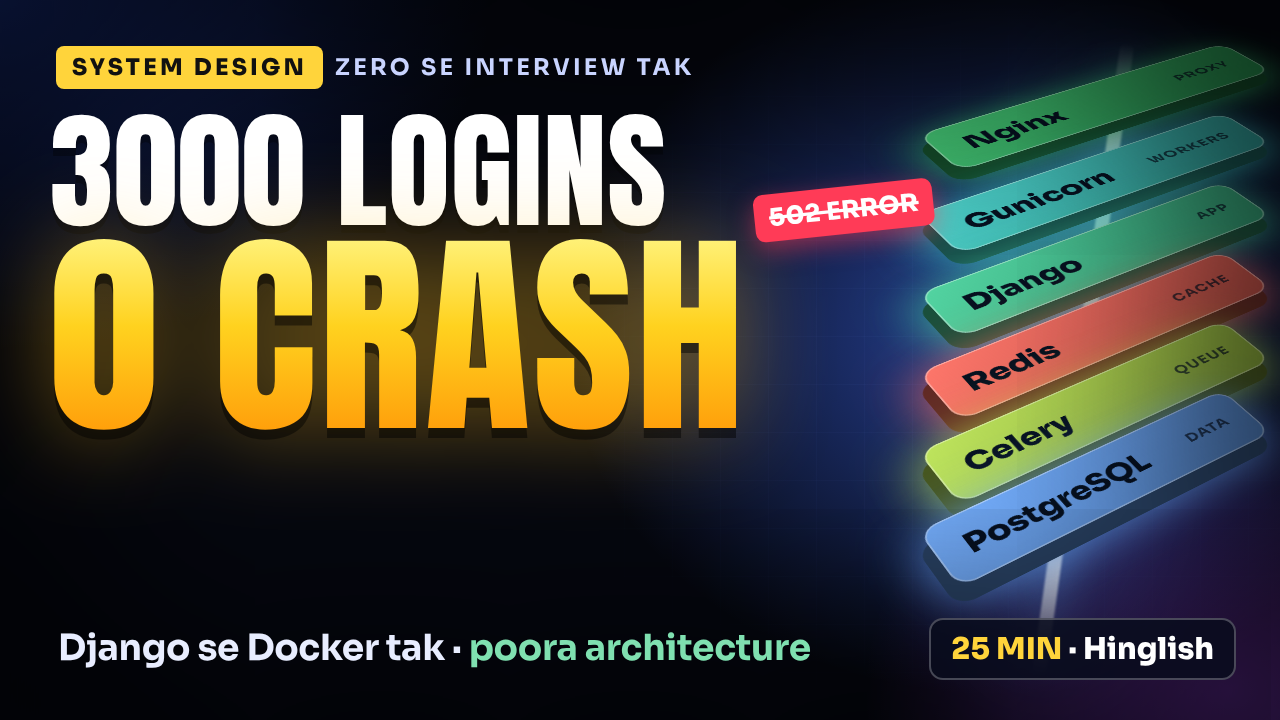 SYSTEM DESIGN ZERO SE INTERVIEW TAK
3000 LOGINS
0 CRASH
502 ERROR
Nginx PROXY
Gunicorn WORKERS
Django APP
Redis CACHE
Celery QUEUE
PostgreSQL DATA
Django se Docker tak · poora architecture
25 MIN · Hinglish